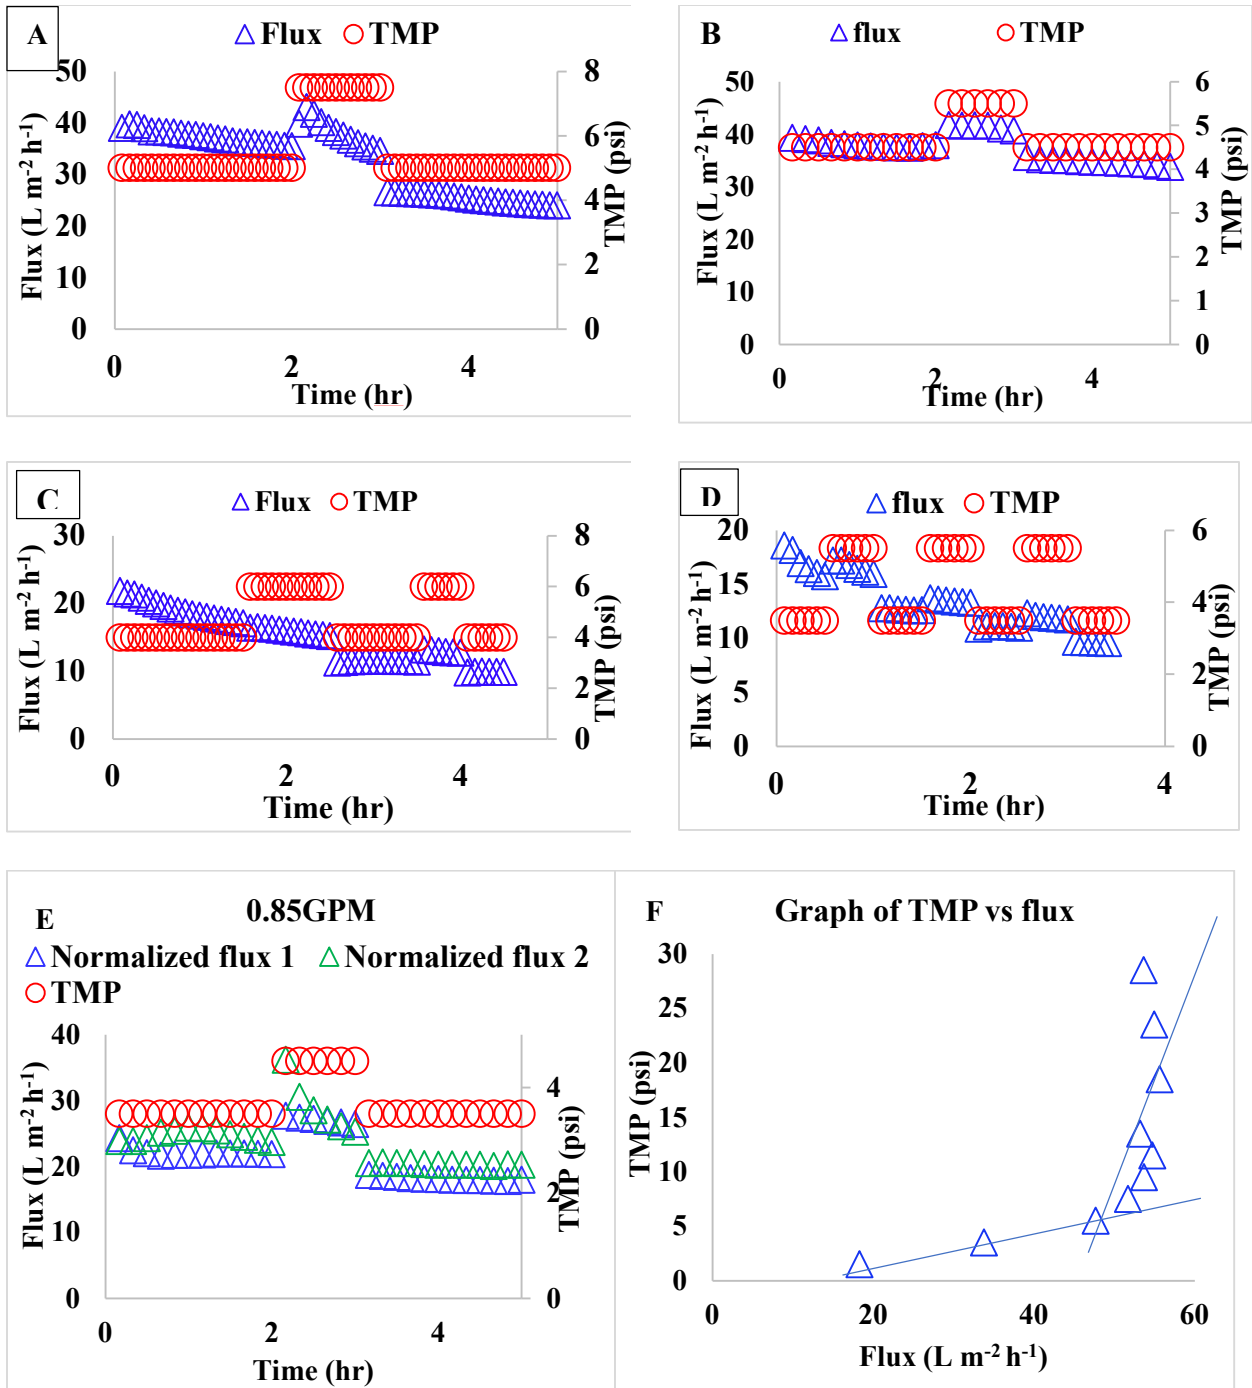 A
Flux TMP
50
40
30
20
10
0
8
6
4
2
0
0 2 4
Flux (L m⁻² h⁻¹)
TMP (psi)
Time (hr)
B
flux TMP
50
40
30
20
10
0
6
5
4
3
2
1
0
0 2 4
Flux (L m⁻² h⁻¹)
TMP (psi)
Time (hr)
C
Flux TMP
30
20
10
0
8
6
4
2
0
0 2 4
Flux (L m⁻² h⁻¹)
TMP (psi)
Time (hr)
D
flux TMP
20
15
10
5
0
6
4
2
0
0 2 4
Flux (L m⁻² h⁻¹)
TMP (psi)
Time (hr)
E
0.85GPM
Normalized flux 1 Normalized flux 2
TMP
40
30
20
10
0
4
2
0
0 2 4
Flux (L m⁻² h⁻¹)
TMP (psi)
Time (hr)
F
Graph of TMP vs flux
30
25
20
15
10
5
0
0 20 40 60
TMP (psi)
Flux (L m⁻² h⁻¹)